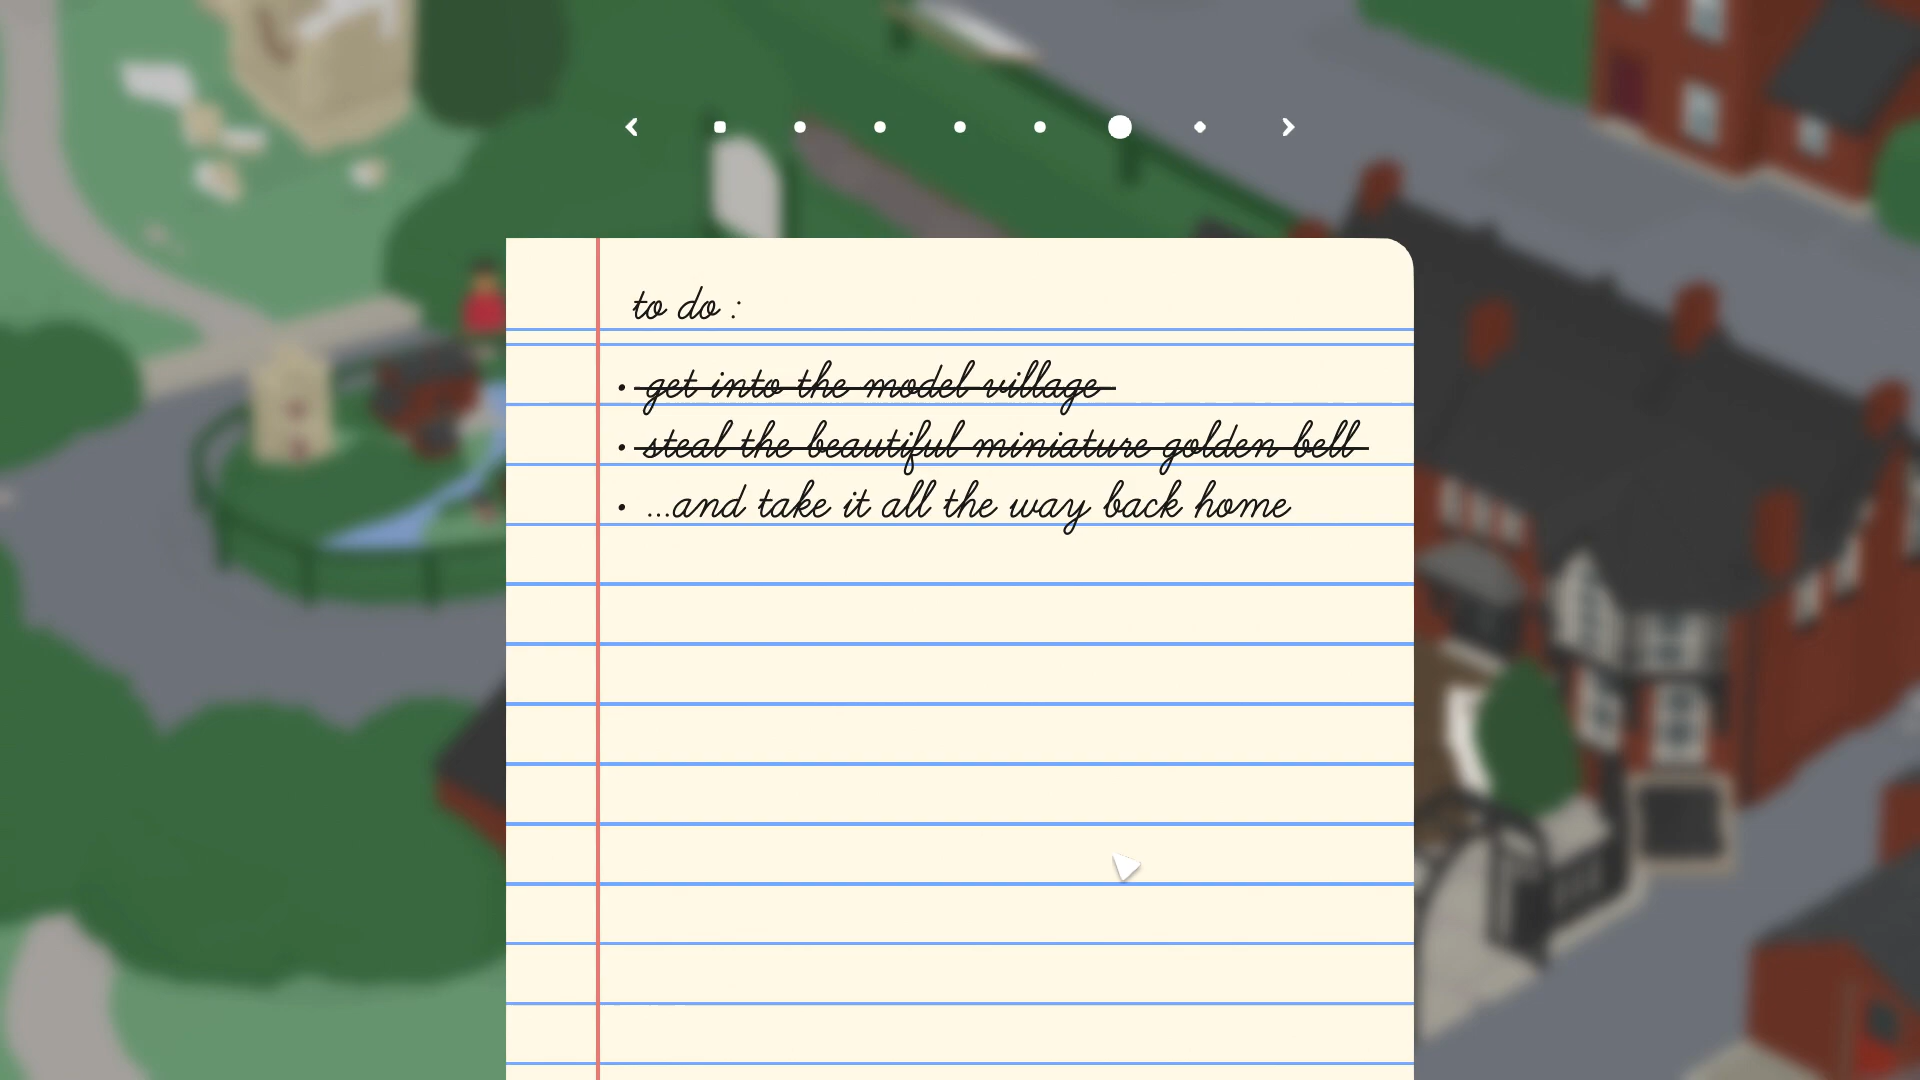 to do :
• get into the model village
• steal the beautiful miniature golden bell
• ...and take it all the way back home